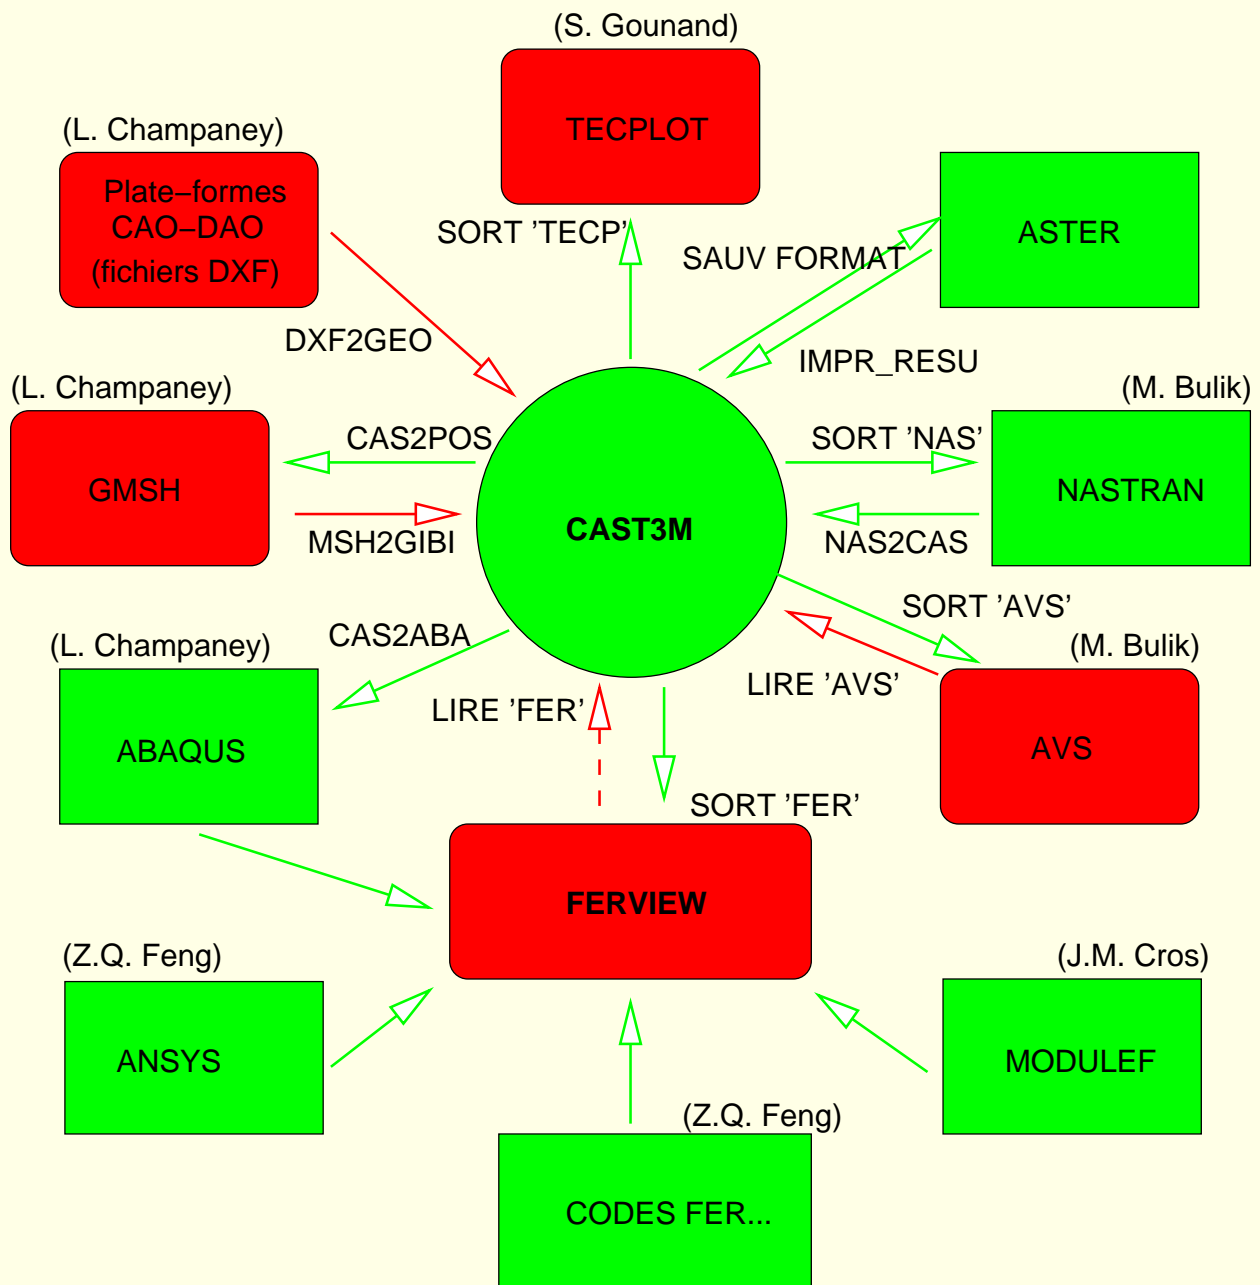 (S. Gounand)
TECPLOT
(L. Champaney)
Plate–formes
CAO–DAO
(fichiers DXF)
ASTER
SORT 'TECP'
SAUV FORMAT
DXF2GEO
IMPR_RESU
(L. Champaney)
(M. Bulik)
CAS2POS
SORT 'NAS'
GMSH
NASTRAN
CAST3M
MSH2GIBI
NAS2CAS
SORT 'AVS'
CAS2ABA
(L. Champaney)
(M. Bulik)
LIRE 'AVS'
LIRE 'FER'
ABAQUS
AVS
SORT 'FER'
FERVIEW
(Z.Q. Feng)
(J.M. Cros)
ANSYS
MODULEF
(Z.Q. Feng)
CODES FER...